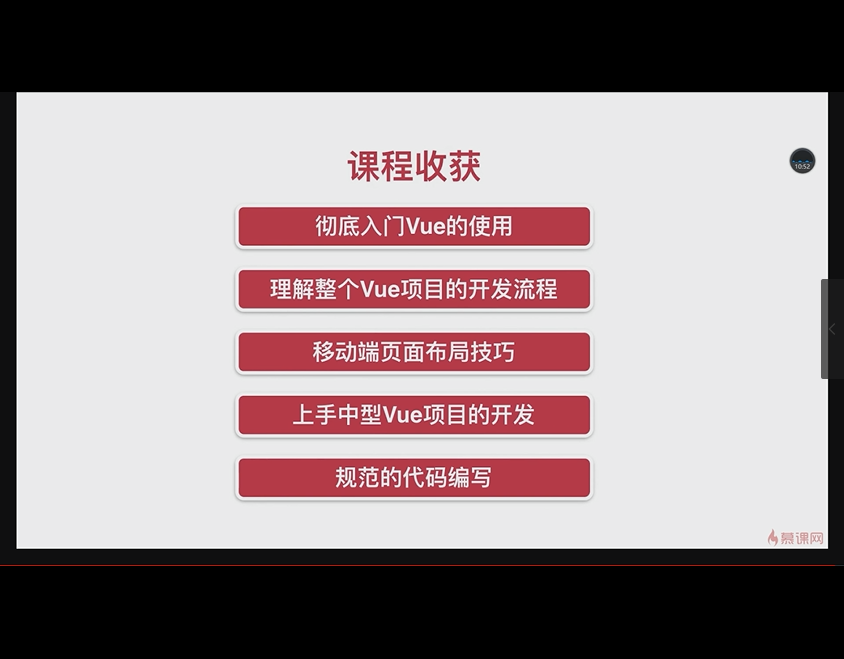 课程收获
彻底入门Vue的使用
10:52
理解整个Vue项目的开发流程
移动端页面布局技巧
上手中型Vue项目的开发
规范的代码编写
慕课网